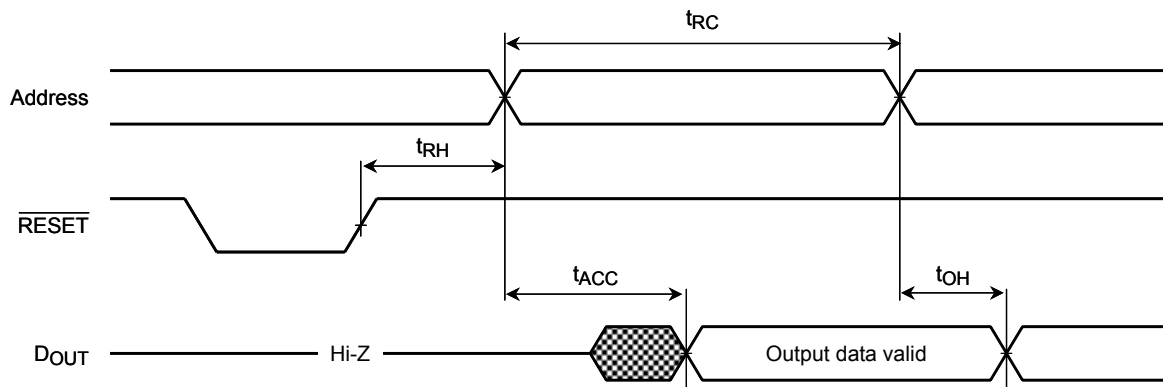 tRC
Address
tRH
RESET
tACC
tOH
DOUT
Hi-Z
Output data valid